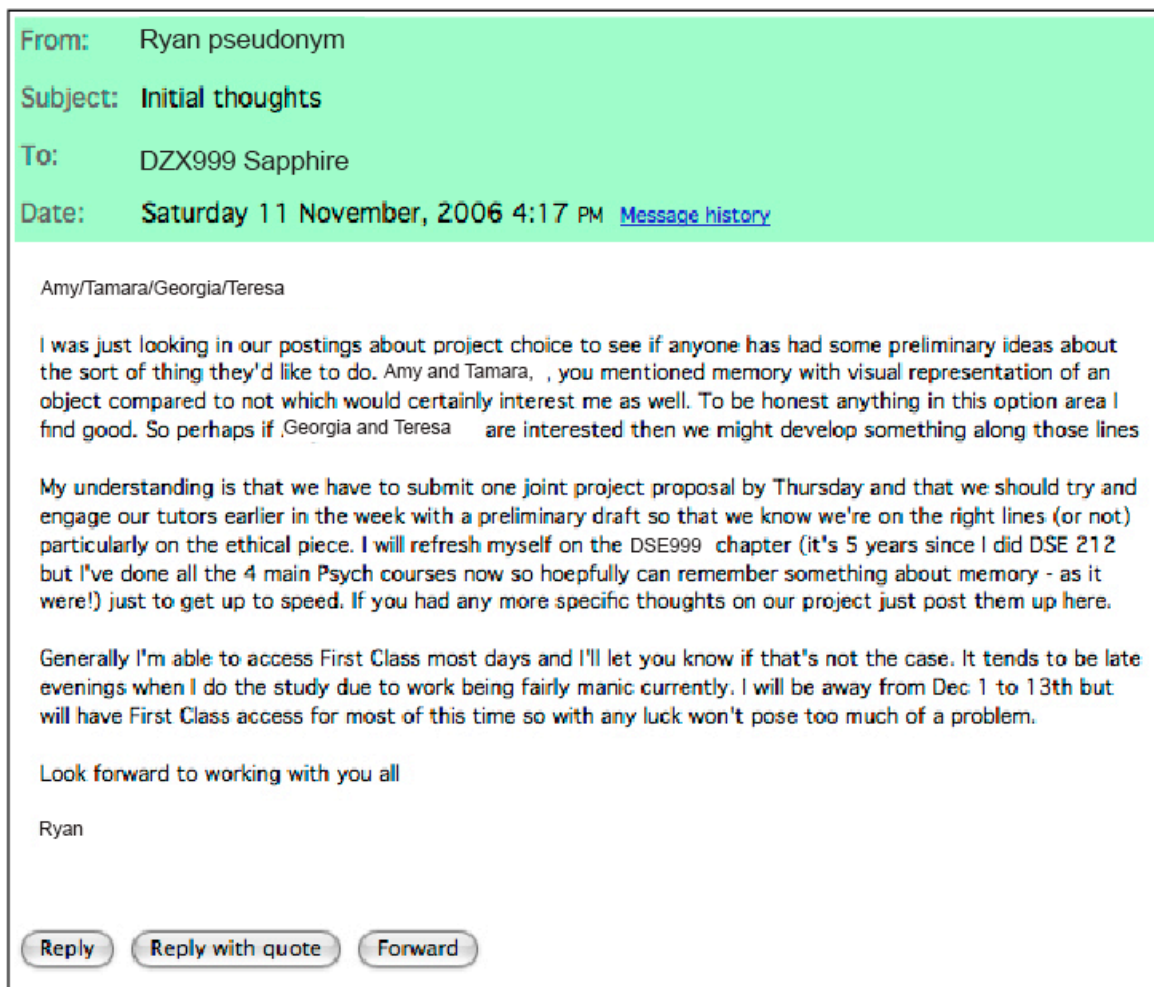 From: Ryan pseudonym
Subject: Initial thoughts
To: DZX999 Sapphire
Date: Saturday 11 November, 2006 4:17 PM Message history
Amy/Tamara/Georgia/Teresa
I was just looking in our postings about project choice to see if anyone has had some preliminary ideas about
the sort of thing they'd like to do. Amy and Tamara, , you mentioned memory with visual representation of an
object compared to not which would certainly interest me as well. To be honest anything in this option area I
find good. So perhaps if Georgia and Teresa are interested then we might develop something along those lines
My understanding is that we have to submit one joint project proposal by Thursday and that we should try and
engage our tutors earlier in the week with a preliminary draft so that we know we're on the right lines (or not)
particularly on the ethical piece. I will refresh myself on the DSE999 chapter (it's 5 years since I did DSE 212
but I've done all the 4 main Psych courses now so hoepfully can remember something about memory - as it
were!) just to get up to speed. If you had any more specific thoughts on our project just post them up here.
Generally I'm able to access First Class most days and I'll let you know if that's not the case. It tends to be late
evenings when I do the study due to work being fairly manic currently. I will be away from Dec 1 to 13th but
will have First Class access for most of this time so with any luck won't pose too much of a problem.
Look forward to working with you all
Ryan
Reply Reply with quote Forward